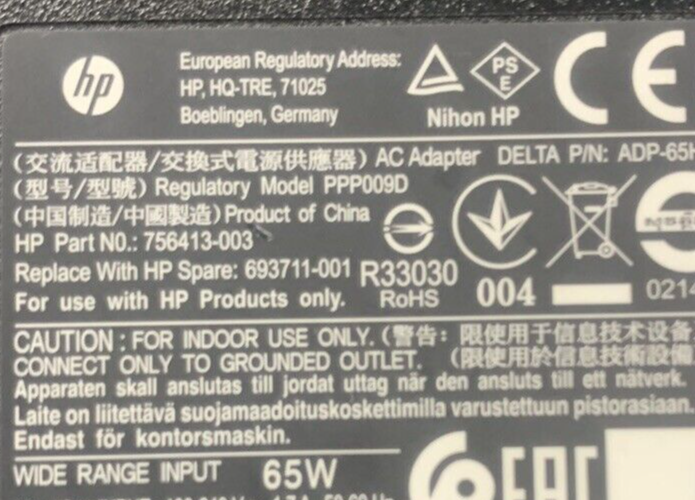 hp
European Regulatory Address:
HP, HQ-TRE, 71025
Boeblingen, Germany
PS
E
Nihon HP
CE
(交流适配器/交換式電源供應器) AC Adapter DELTA P/N: ADP-65H
(型号/型號) Regulatory Model PPP009D
(中国制造/中國製造) Product of China
HP Part NO.: 756413-003
Replace With HP Spare: 693711-001 R33030
RoHS
004
0214
For use with HP Products only.
CAUTION : FOR INDOOR USE ONLY. (警告: 限使用于信息技术设备
CONNECT ONLY TO GROUNDED OUTLET. (限使用於信息技術設備
Apparaten skall anslutas till jordat uttag när den ansluts till ett nätverk.
Laite on liitettävä suojamaadoituskoskettimilla varustettuun pistorasiaan
Endast för kontorsmaskin.
WIDE RANGE INPUT 65W
EAC